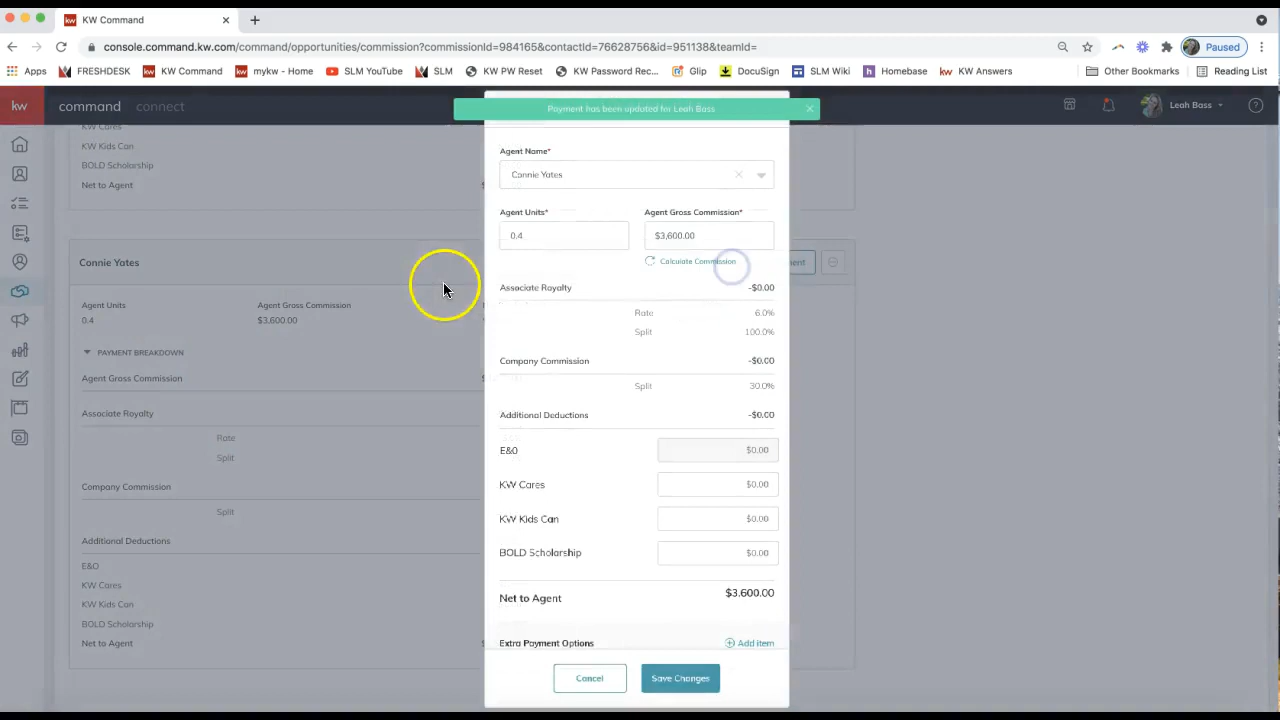 KW Command
console.command.kw.com/command/opportunities/commission?commissionId=984165&contactId=76628756&id=951138&teamId=
Paused
Apps FRESHDESK KW Command mykw - Home SLM YouTube SLM KW PW Reset KW Password Rec... Glip DocuSign SLM Wiki Homebase KW Answers Other Bookmarks Reading List
kw command connect Leah Bass
Payment has been updated for Leah Bass
KW Cares
KW Kids Can
BOLD Scholarship
Net to Agent
Connie Yates
Agent Units Agent Gross Commission
0.4 $3,600.00
PAYMENT BREAKDOWN
Agent Gross Commission
Associate Royalty
Rate
Split
Company Commission
Split
Additional Deductions
E&O
KW Cares
KW Kids Can
BOLD Scholarship
Net to Agent
Agent Name*
Connie Yates
Agent Units* Agent Gross Commission*
0.4 $3,600.00
Calculate Commission
Associate Royalty -$0.00
Rate 6.0%
Split 100.0%
Company Commission -$0.00
Split 30.0%
Additional Deductions -$0.00
E&O $0.00
KW Cares $0.00
KW Kids Can $0.00
BOLD Scholarship $0.00
Net to Agent $3,600.00
Extra Payment Options Add item
Cancel Save Changes